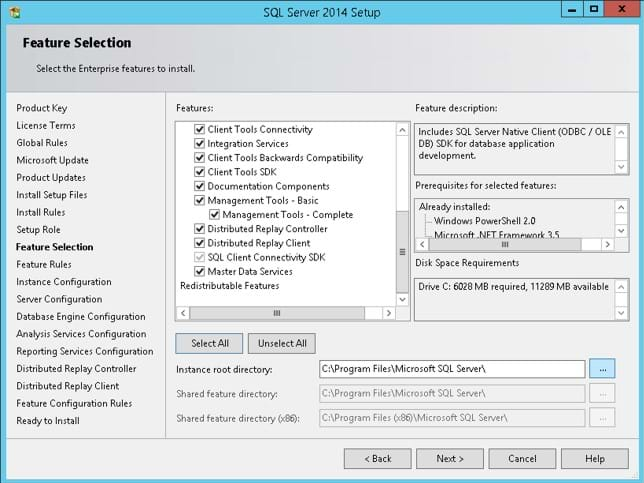 SQL Server 2014 Setup
Feature Selection
Select the Enterprise features to install.
Product Key
License Terms
Global Rules
Microsoft Update
Product Updates
Install Setup Files
Install Rules
Setup Role
Feature Selection
Feature Rules
Instance Configuration
Server Configuration
Database Engine Configuration
Analysis Services Configuration
Reporting Services Configuration
Distributed Replay Controller
Distributed Replay Client
Feature Configuration Rules
Ready to Install
Features:
Client Tools Connectivity
Integration Services
Client Tools Backwards Compatibility
Client Tools SDK
Documentation Components
Management Tools - Basic
Management Tools - Complete
Distributed Replay Controller
Distributed Replay Client
SQL Client Connectivity SDK
Master Data Services
Redistributable Features
Feature description:
Includes SQL Server Native Client (ODBC / OLE
DB) SDK for database application
development.
Prerequisites for selected features:
Already installed:
Windows PowerShell 2.0
Microsoft .NET Framework 3.5
Disk Space Requirements
Drive C: 6028 MB required, 11289 MB available
Select All
Unselect All
Instance root directory:
C:\Program Files\Microsoft SQL Server\
...
Shared feature directory:
C:\Program Files\Microsoft SQL Server\
...
Shared feature directory (x86):
C:\Program Files (x86)\Microsoft SQL Server\
...
< Back
Next >
Cancel
Help